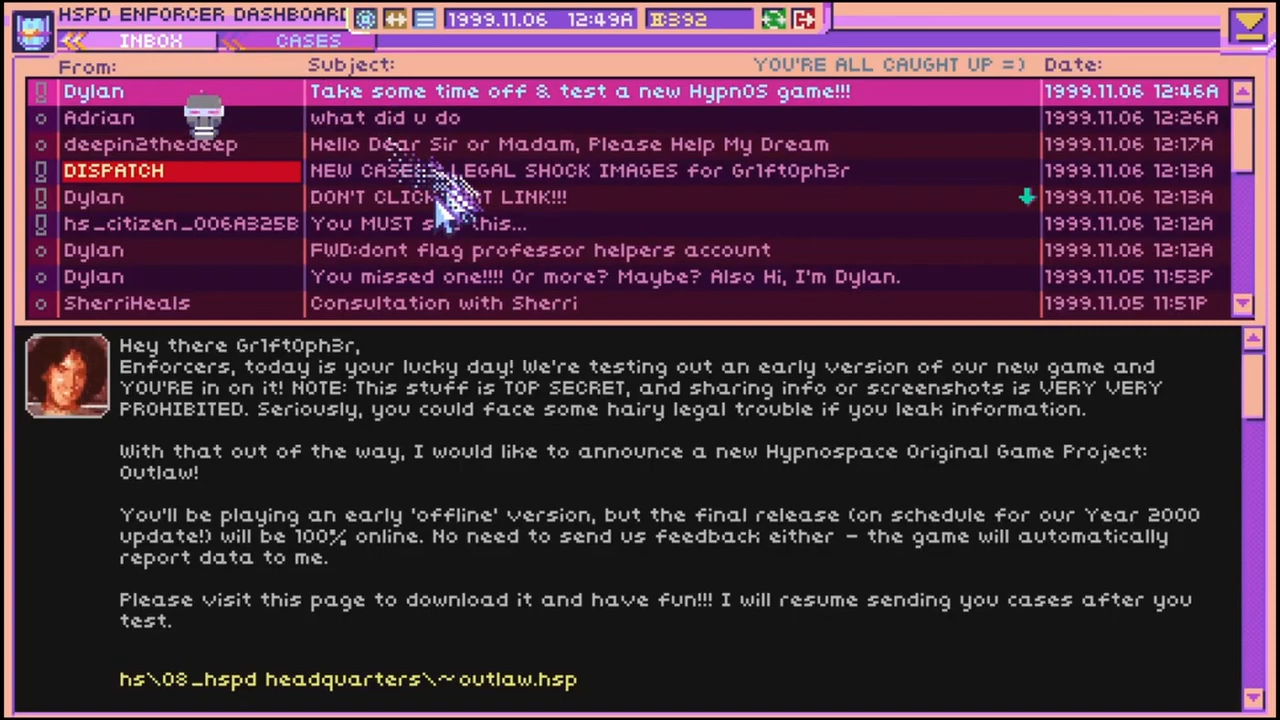 HSPD ENFORCER DASHBOARD
1999.11.06 12:49A 392
INBOX CASES
From: Subject: YOU'RE ALL CAUGHT UP =) Date:
Dylan Take some time off & test a new HypnOS game!!! 1999.11.06 12:46A
Adrian what did u do 1999.11.06 12:26A
deepin2thedeep Hello Dear Sir or Madam, Please Help My Dream 1999.11.06 12:17A
DISPATCH NEW LEGAL SHOCK IMAGES for Gr1ft0ph3r 1999.11.06 12:13A
Dylan DON'T LINK!!! 1999.11.06 12:13A
hs_citizen_006A325B You MUST this... 1999.11.06 12:12A
Dylan FWD:dont flag professor helpers account 1999.11.06 12:12A
Dylan You missed one!!!! Or more? Maybe? Also Hi, I'm Dylan. 1999.11.05 11:53P
SherriHeals Consultation with Sherri 1999.11.05 11:51P
Hey there Gr1ft0ph3r,
Enforcers, today is your lucky day! We're testing out an early version of our new game and
YOU'RE in on it! NOTE: This stuff is TOP SECRET, and sharing info or screenshots is VERY VERY
PROHIBITED. Seriously, you could face some hairy legal trouble if you leak information.
With that out of the way, I would like to announce a new Hypnospace Original Game Project:
Outlaw!
You'll be playing an early 'offline' version, but the final release (on schedule for our Year 2000
update!) will be 100% online. No need to send us feedback either - the game will automatically
report data to me.
Please visit this page to download it and have fun!!! I will resume sending you cases after you
test.
hs\08_hspd headquarters\~outlaw.hsp